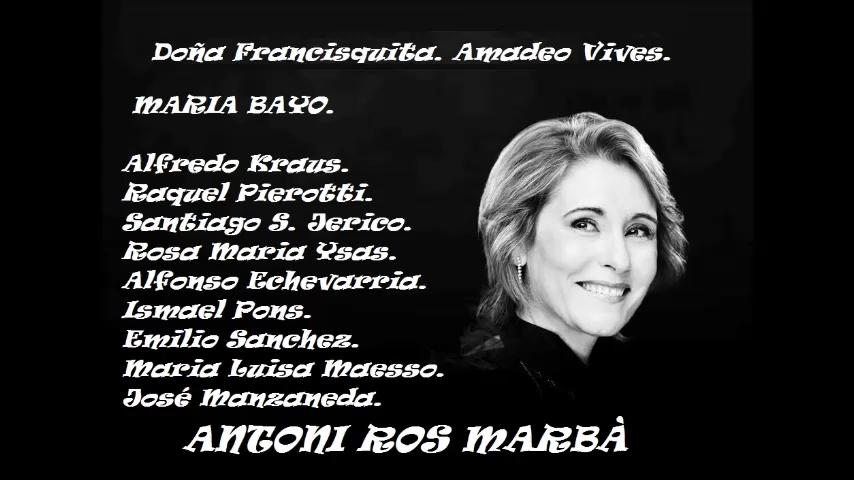 Doña Francisquita. Amadeo Vives.
MARIA BAYO.
Alfredo Kraus.
Raquel Pierotti.
Santiago S. Jerico.
Rosa Maria Ysas.
Alfonso Echevarria.
Ismael Pons.
Emilio Sanchez.
Maria Luisa Maesso.
José Manzaneda.
ANTONI ROS MARBÀ